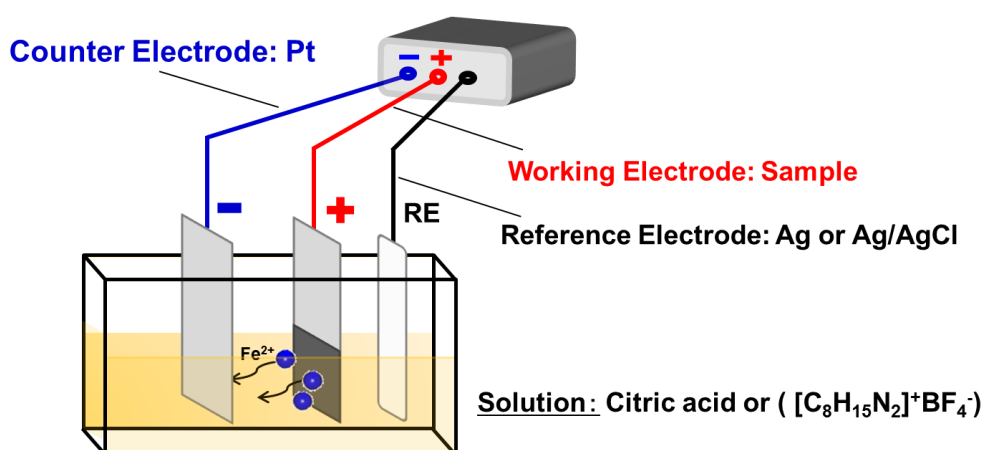 Counter Electrode: Pt
− +
Working Electrode: Sample
− + RE
Reference Electrode: Ag or Ag/AgCl
Fe²⁺
Solution: Citric acid or ( [C₈H₁₅N₂]⁺BF₄⁻)